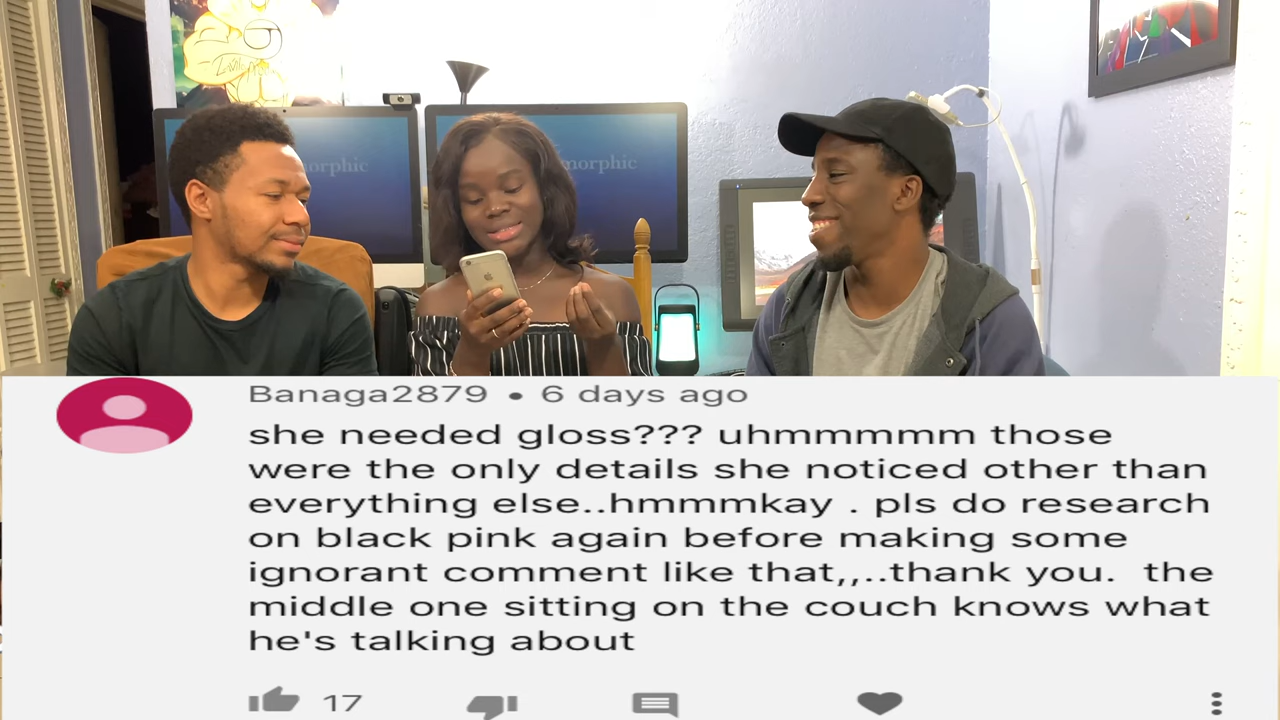 morphic
morphic
Banaga2879 • 6 days ago
she needed gloss??? uhmmmmm those
were the only details she noticed other than
everything else..hmmmkay . pls do research
on black pink again before making some
ignorant comment like that,,..thank you.  the
middle one sitting on the couch knows what
he's talking about
17